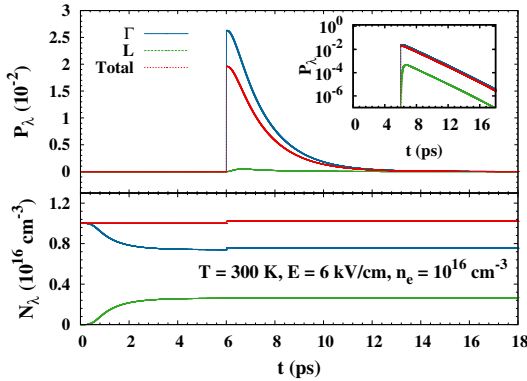 3
2.5
2
1.5
1
0.5
0
P_λ (10^-2)
Γ
L
Total
10^0
10^-2
10^-4
10^-6
P_λ
0 4 8 12 16
t (ps)
1.2
0.8
0.4
0
N_λ (10^16 cm^-3)
T = 300 K, E = 6 kV/cm, n_e = 10^16 cm^-3
0 2 4 6 8 10 12 14 16 18
t (ps)